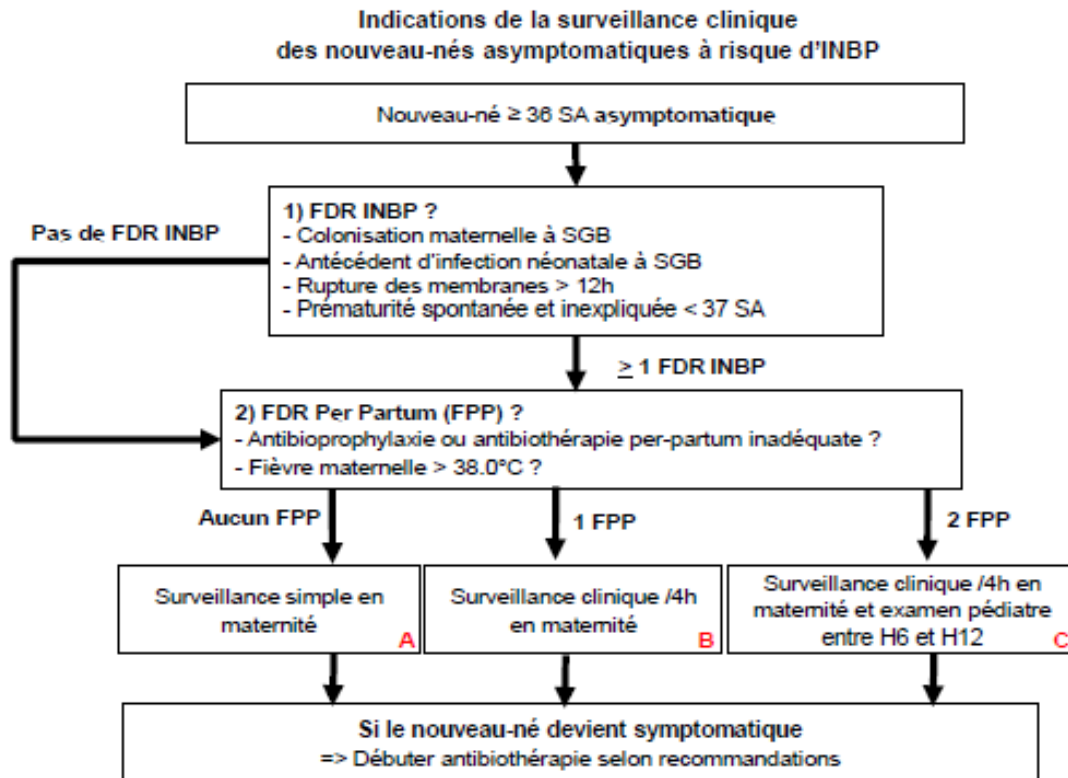 Indications de la surveillance clinique
des nouveau-nés asymptomatiques à risque d'INBP
Nouveau-né ≥ 36 SA asymptomatique
Pas de FDR INBP
1) FDR INBP ?
- Colonisation maternelle à SGB
- Antécédent d'infection néonatale à SGB
- Rupture des membranes > 12h
- Prématurité spontanée et inexpliquée < 37 SA
≥ 1 FDR INBP
2) FDR Per Partum (FPP) ?
- Antibioprophylaxie ou antibiothérapie per-partum inadéquate ?
- Fièvre maternelle > 38.0°C ?
Aucun FPP
1 FPP
2 FPP
Surveillance simple en
maternité
A
Surveillance clinique /4h
en maternité
B
Surveillance clinique /4h en
maternité et examen pédiatre
entre H6 et H12
C
Si le nouveau-né devient symptomatique
=> Débuter antibiothérapie selon recommandations